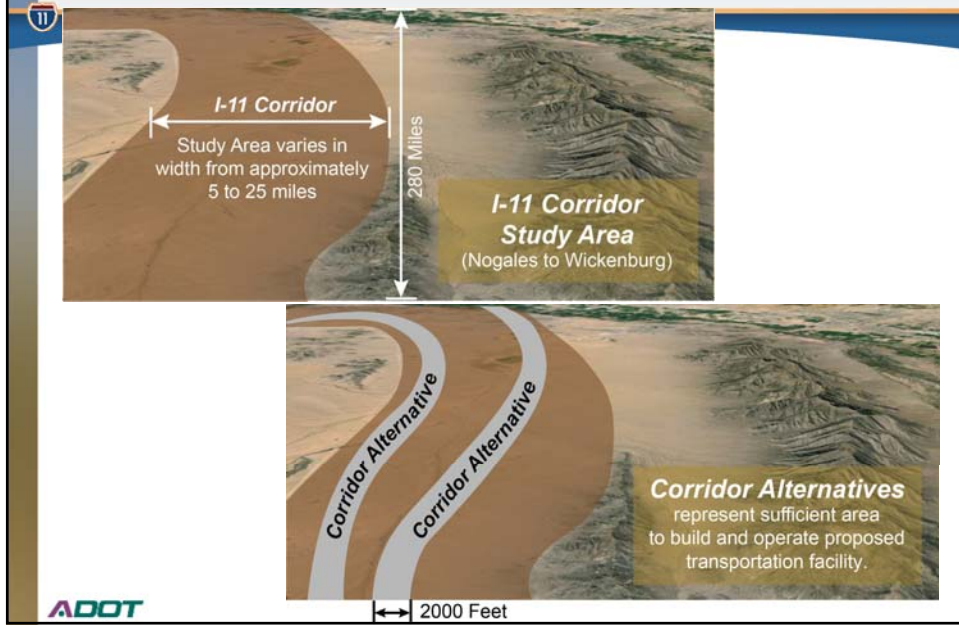 11
I-11 Corridor
Study Area varies in
width from approximately
5 to 25 miles
280 Miles
I-11 Corridor
Study Area
(Nogales to Wickenburg)
Corridor Alternative
Corridor Alternative
Corridor Alternatives
represent sufficient area
to build and operate proposed
transportation facility.
ADOT
2000 Feet